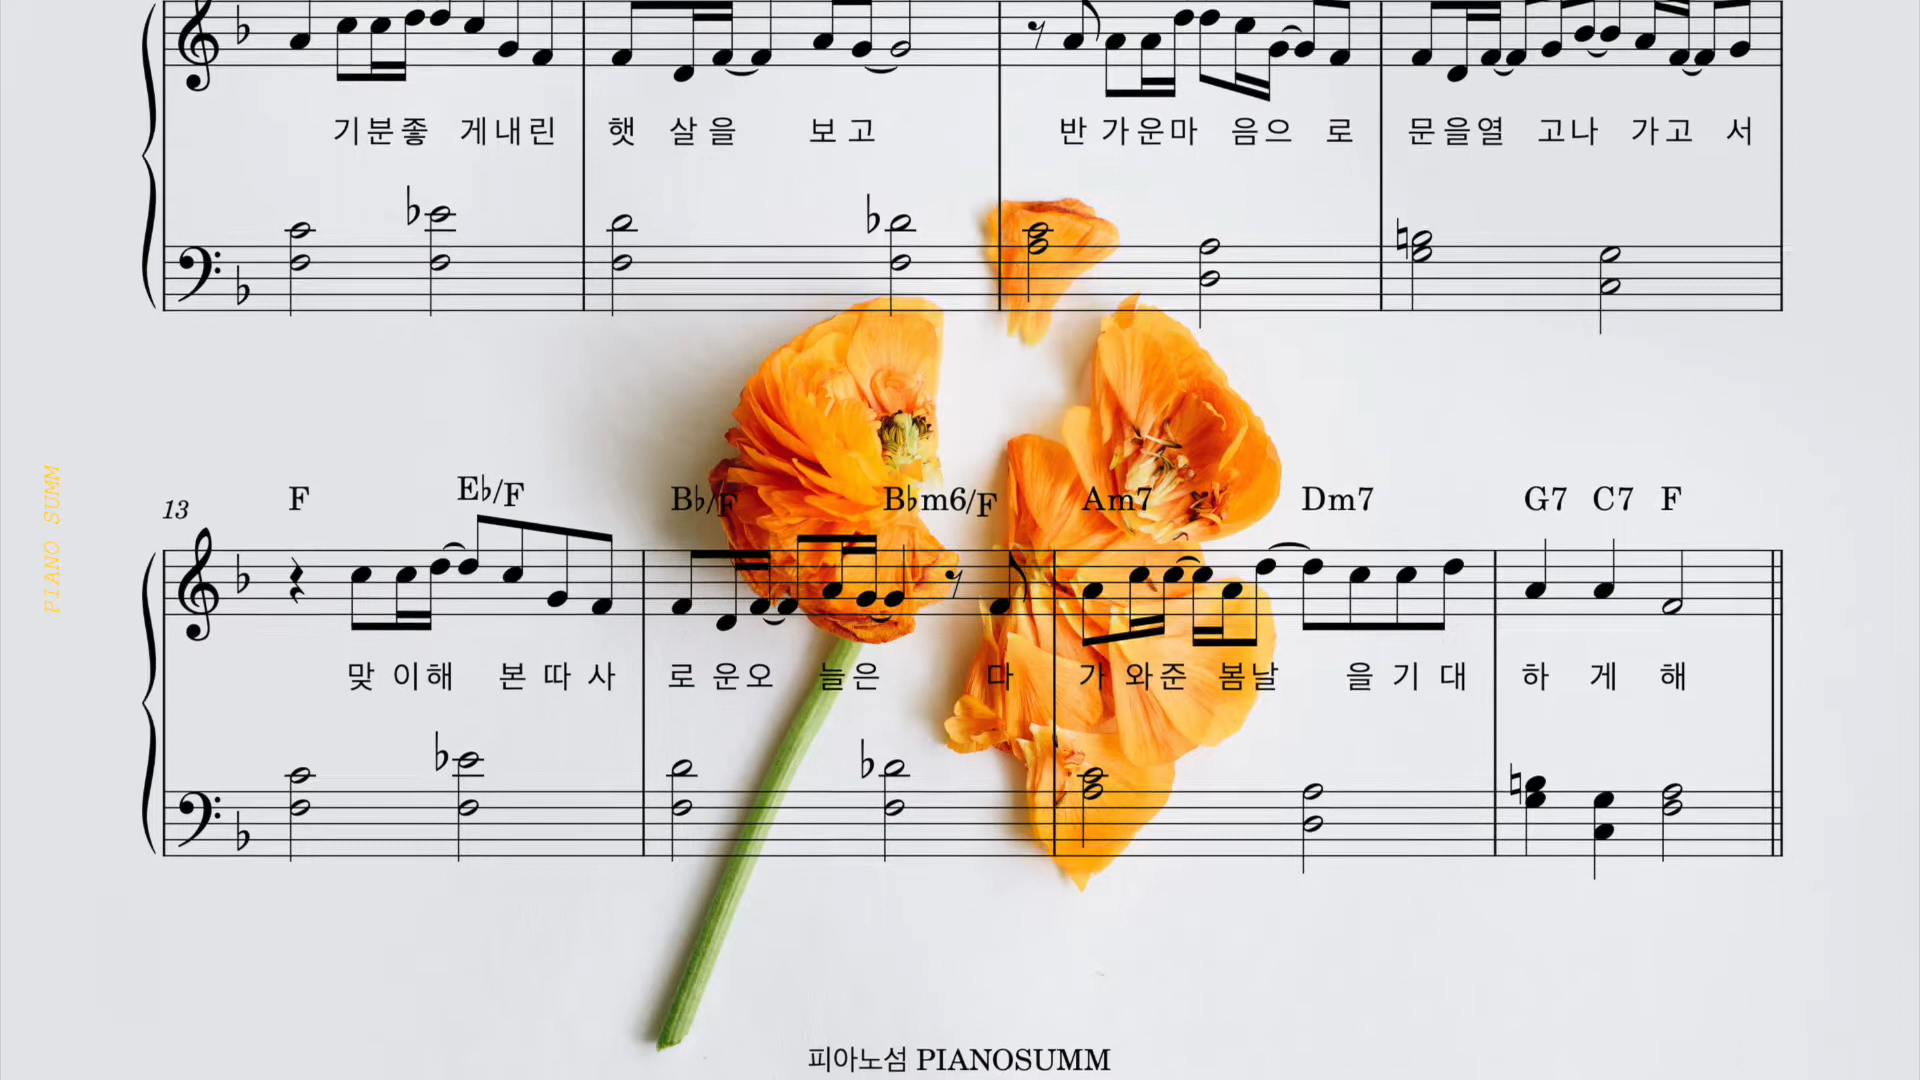 기분좋 게내린 햇 살을 보고 반 가운마 음으 로 문을열 고나 가고 서
PIANO SUMM
13 F E♭/F B♭/F B♭m6/F Am7 Dm7 G7 C7 F
맞 이해 본 따 사 로 운오 늘은 다 가 와준 봄날 을 기 대 하 게 해
피아노섬 PIANOSUMM